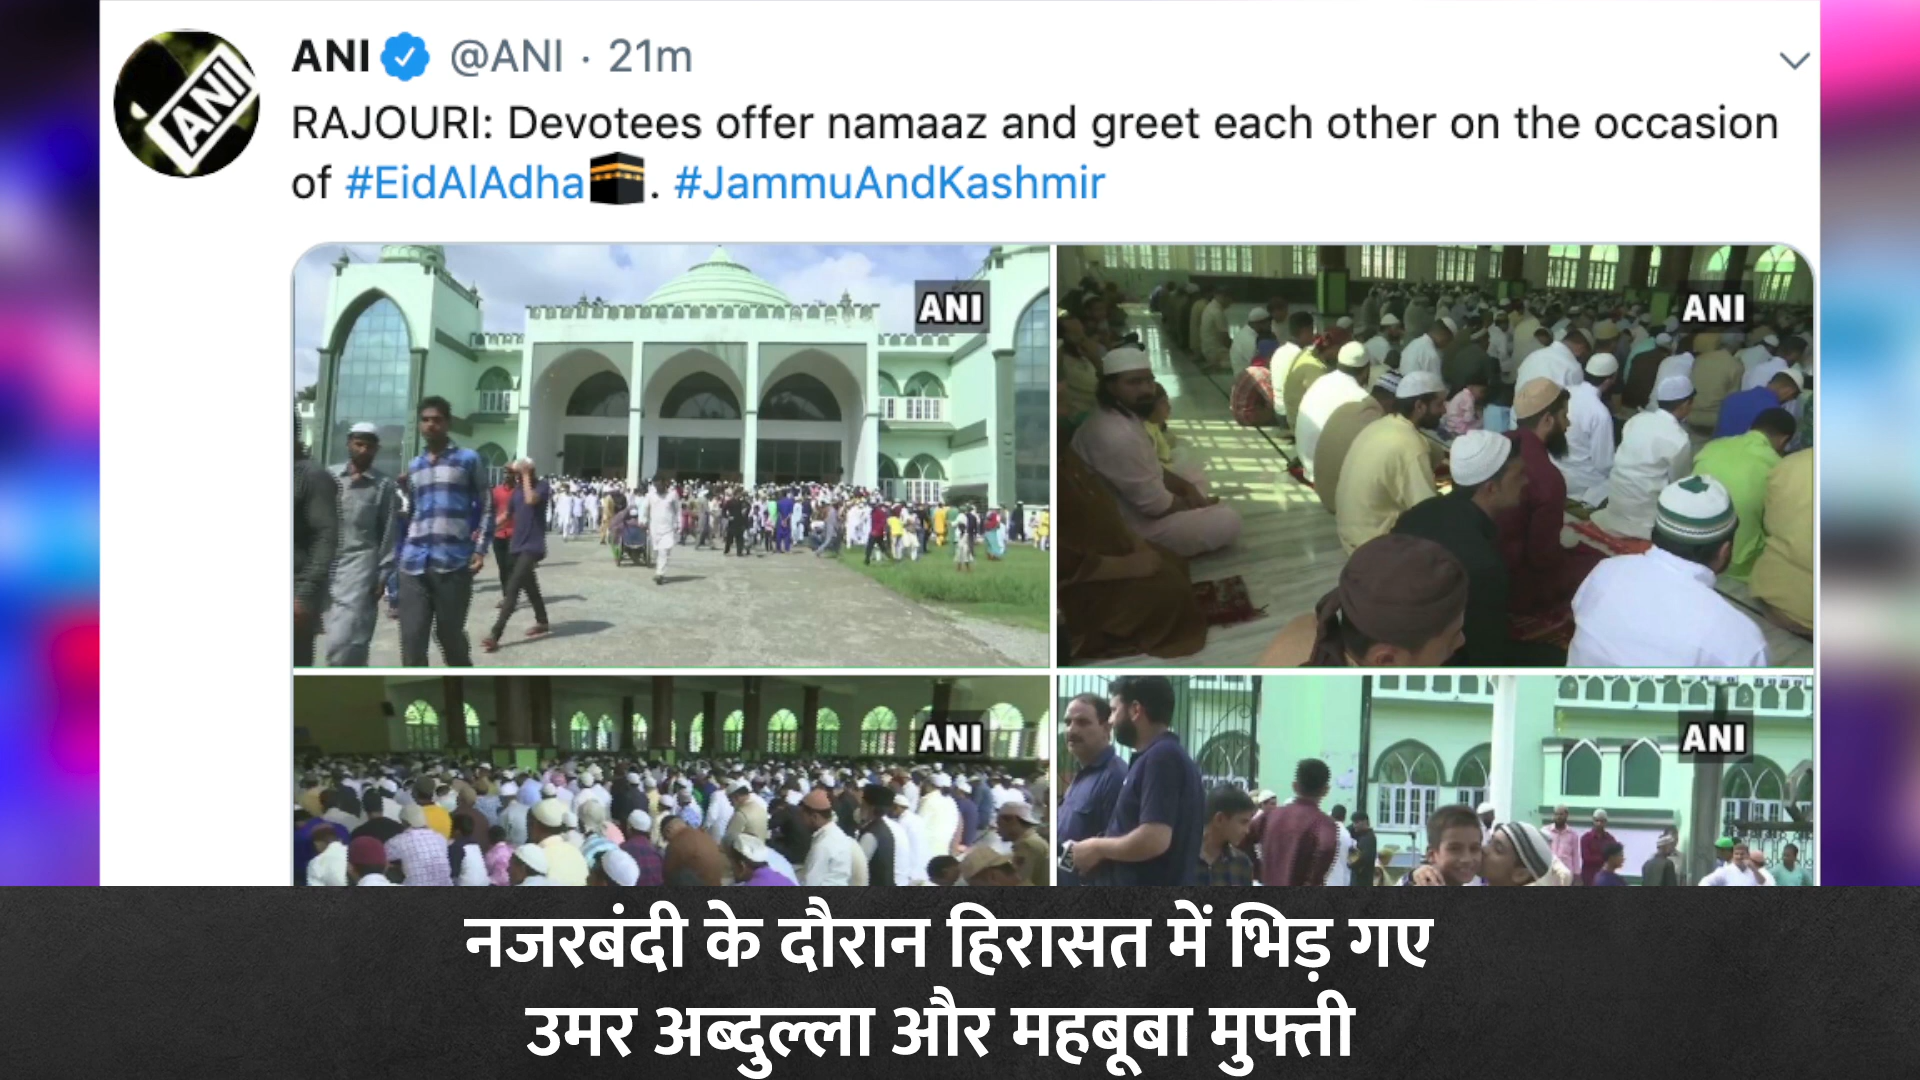 ANI @ANI · 21m
ANI
RAJOURI: Devotees offer namaaz and greet each other on the occasion
of #EidAlAdha🕋. #JammuAndKashmir
ANI
ANI
ANI
ANI
नजरबंदी के दौरान हिरासत में भिड़ गए
उमर अब्दुल्ला और महबूबा मुफ्ती